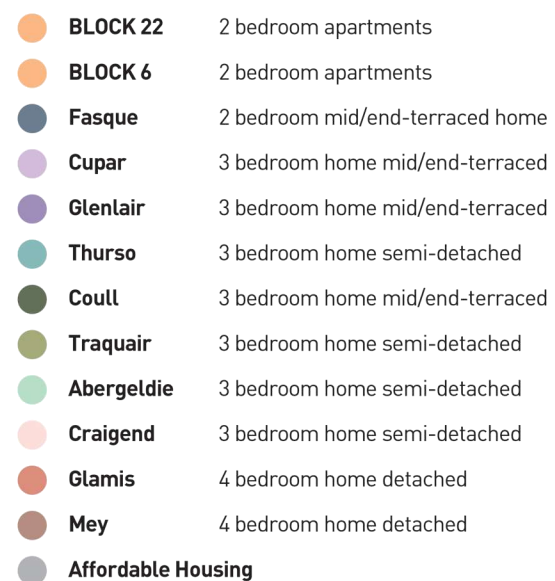 BLOCK 22 2 bedroom apartments
BLOCK 6 2 bedroom apartments
Fasque 2 bedroom mid/end-terraced home
Cupar 3 bedroom home mid/end-terraced
Glenlair 3 bedroom home mid/end-terraced
Thurso 3 bedroom home semi-detached
Coull 3 bedroom home mid/end-terraced
Traquair 3 bedroom home semi-detached
Abergeldie 3 bedroom home semi-detached
Craigend 3 bedroom home semi-detached
Glamis 4 bedroom home detached
Mey 4 bedroom home detached
Affordable Housing